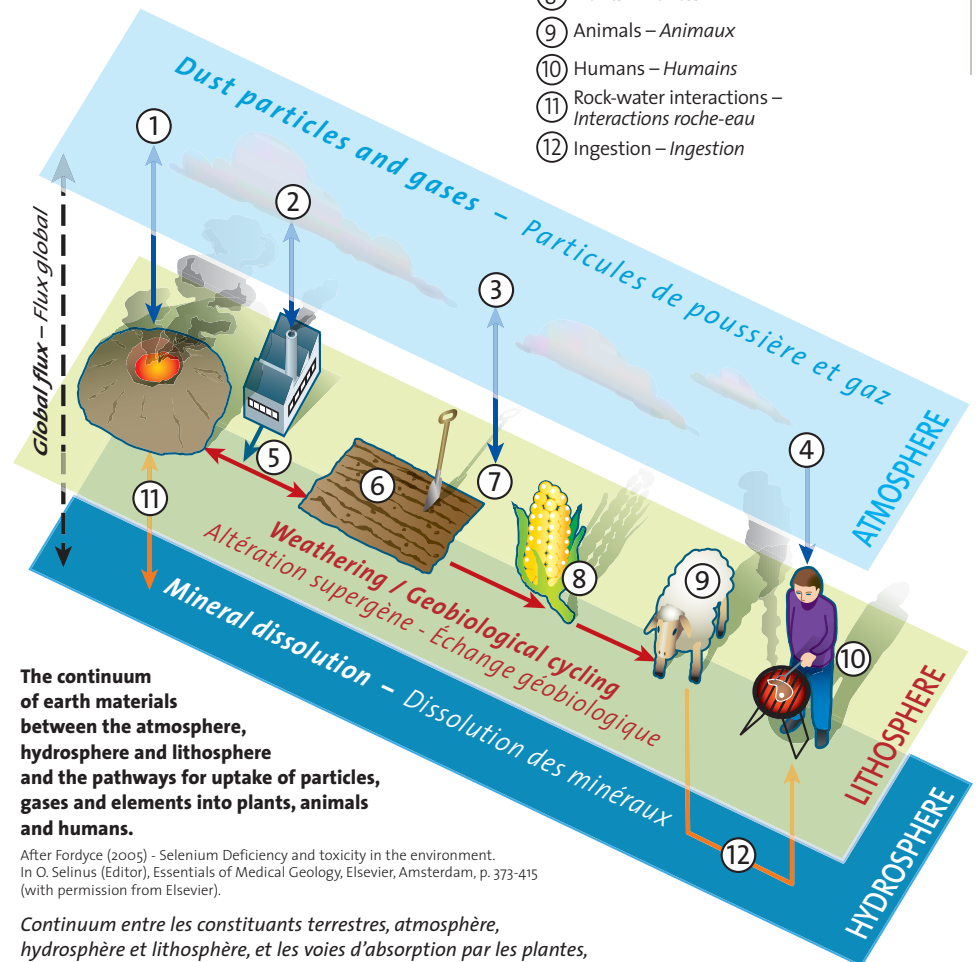 9 Animals – Animaux
10 Humans – Humains
11 Rock-water interactions –
Interactions roche-eau
12 Ingestion – Ingestion
Dust particles and gases – Particules de poussière et gaz
1
2
3
4
Global flux – Flux global
ATMOSPHERE
5
6
7
8
9
10
11
12
Weathering / Geobiological cycling
Altération supergène - Échange géobiologique
LITHOSPHERE
Mineral dissolution – Dissolution des minéraux
HYDROSPHERE
The continuum
of earth materials
between the atmosphere,
hydrosphere and lithosphere
and the pathways for uptake of particles,
gases and elements into plants, animals
and humans.
After Fordyce (2005) - Selenium Deficiency and toxicity in the environment.
In O. Selinus (Editor), Essentials of Medical Geology, Elsevier, Amsterdam, p. 373-415
(with permission from Elsevier).
Continuum entre les constituants terrestres, atmosphère,
hydrosphère et lithosphère, et les voies d’absorption par les plantes,